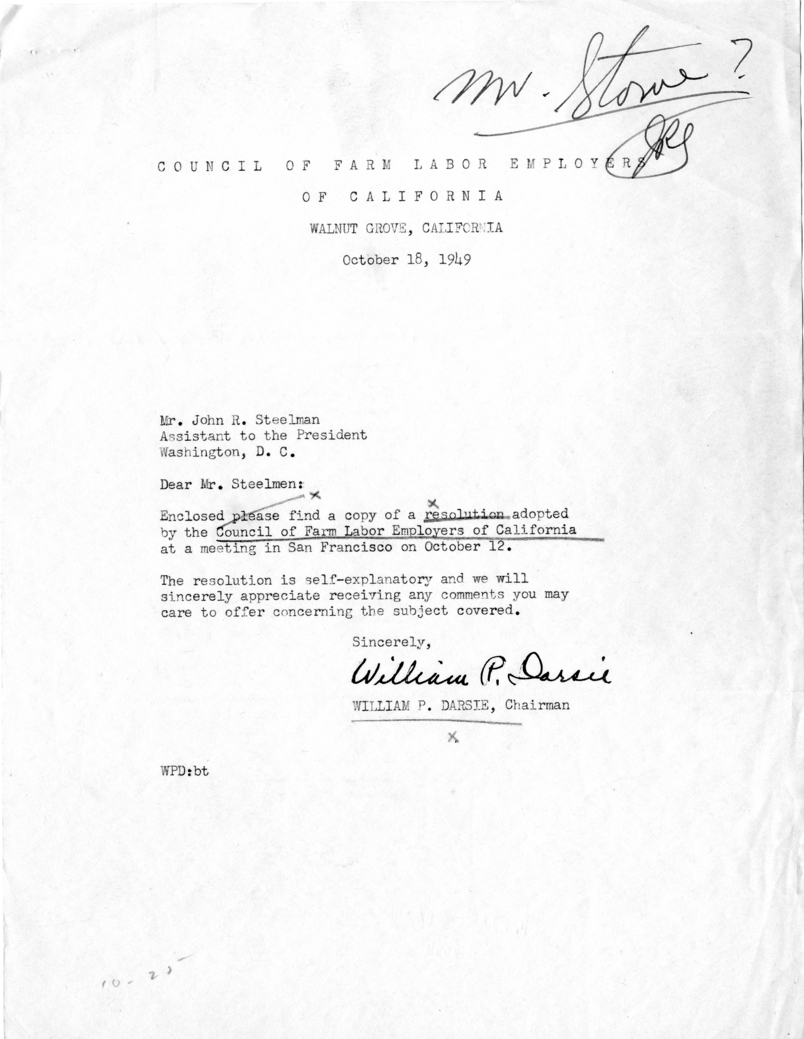 Mr. Stowe?
JRS
COUNCIL OF FARM LABOR EMPLOYERS
OF CALIFORNIA
WALNUT GROVE, CALIFORNIA
October 18, 1949
Mr. John R. Steelman
Assistant to the President
Washington, D. C.
Dear Mr. Steelmen:
x x
Enclosed please find a copy of a resolution adopted
by the Council of Farm Labor Employers of California
at a meeting in San Francisco on October 12.
The resolution is self-explanatory and we will
sincerely appreciate receiving any comments you may
care to offer concerning the subject covered.
Sincerely,
William P. Darsie
WILLIAM P. DARSIE, Chairman
x
WPD:bt
10-25